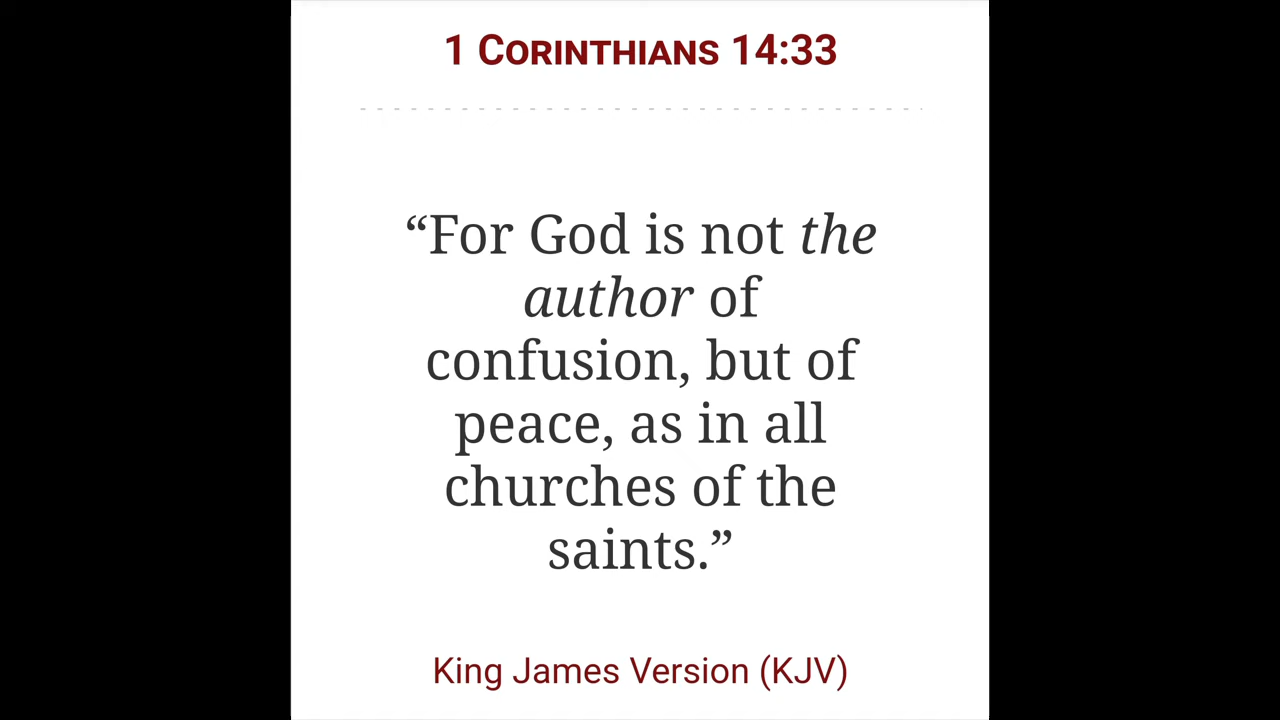 1 Corinthians 14:33
“For God is not the
author of
confusion, but of
peace, as in all
churches of the
saints.”
King James Version (KJV)